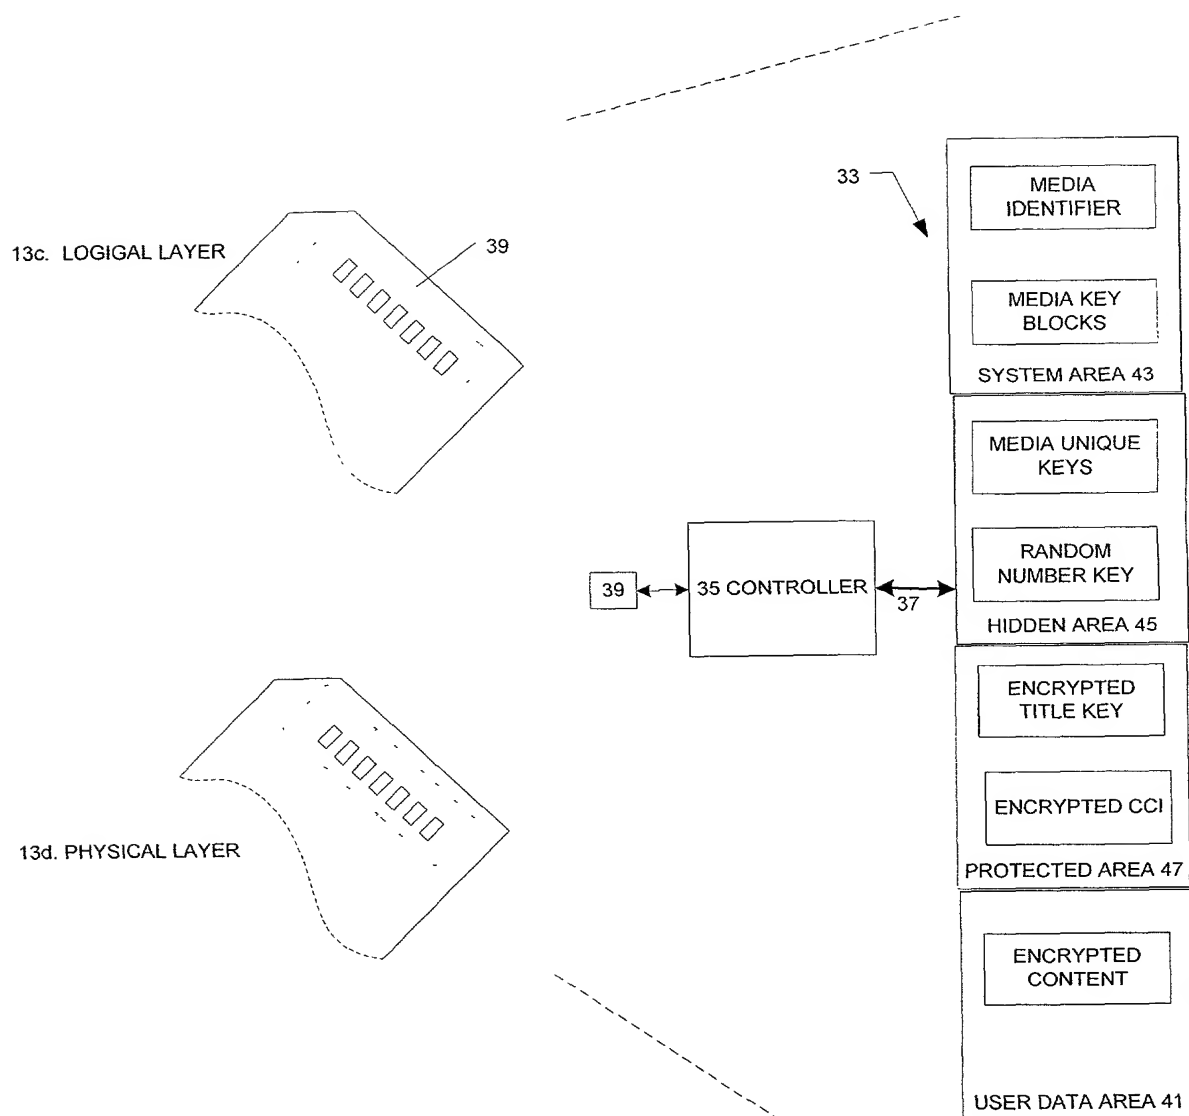 33
MEDIA
IDENTIFIER
MEDIA KEY
BLOCKS
SYSTEM AREA 43
13c. LOGIGAL LAYER
39
MEDIA UNIQUE
KEYS
RANDOM
NUMBER KEY
HIDDEN AREA 45
39
35 CONTROLLER
37
ENCRYPTED
TITLE KEY
ENCRYPTED CCI
PROTECTED AREA 47
13d. PHYSICAL LAYER
ENCRYPTED
CONTENT
USER DATA AREA 41